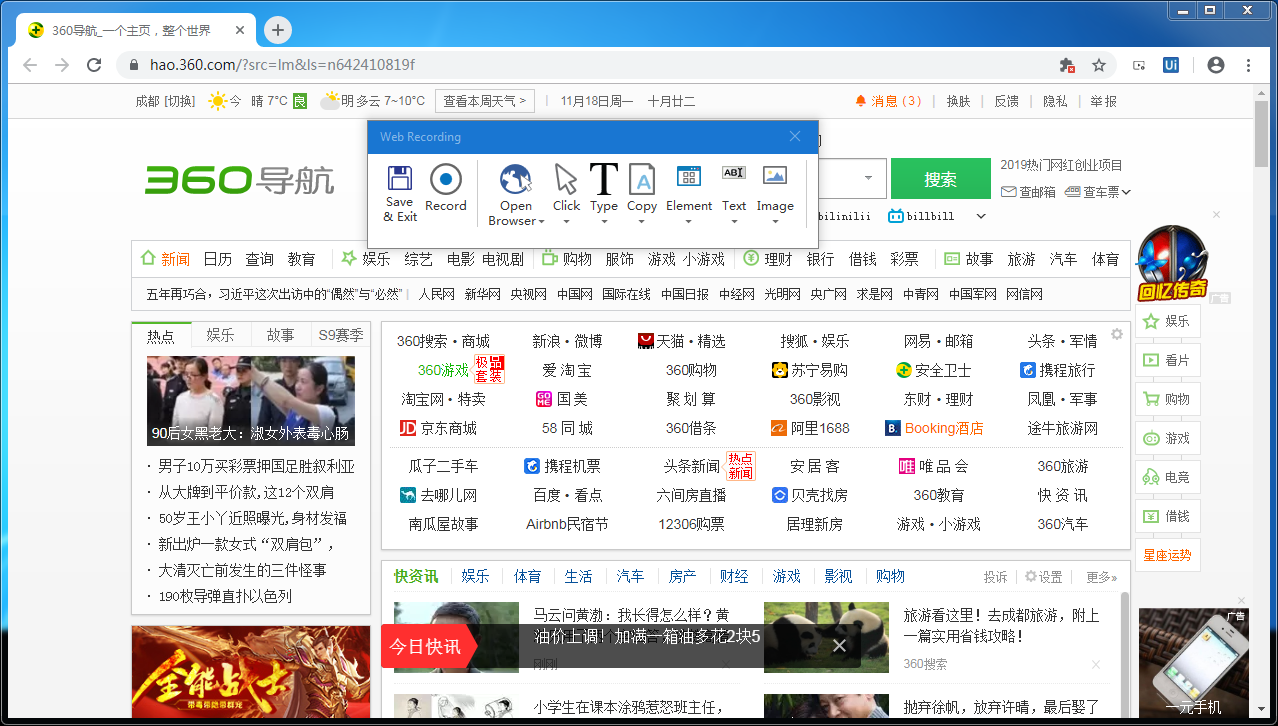 360导航_一个主页，整个世界
hao.360.com/?src=lm&ls=n642410819f
Ui
成都 [切换] 今 晴 7°C 良 明 多云 7~10°C 查看本周天气 > 11月18日周一 十月廿二 消息（3） 换肤 反馈 隐私 举报
Web Recording
Save & Exit
Record
Open Browser
Click
Type
Copy
Element
Text
Image
360导航
搜索
2019热门网红创业项目
查邮箱 查车票
bilinilii billbill
新闻 日历 查询 教育 娱乐 综艺 电影 电视剧 购物 服饰 游戏 小游戏 理财 银行 借钱 彩票 故事 旅游 汽车 体育
五年再巧合，习近平这次出访中的“偶然”与“必然” 人民网 新华网 央视网 中国网 国际在线 中国日报 中经网 光明网 央广网 求是网 中青网 中国军网 网信网
回忆传奇
广告
热点 娱乐 故事 S9赛季
90后女黑老大：淑女外表毒心肠
· 男子10万买彩票押国足胜叙利亚
· 从大牌到平价款,这12个双肩
· 50岁王小丫近照曝光,身材发福
· 新出炉一款女式“双肩包”，
· 大清灭亡前发生的三件怪事
· 190枚导弹直扑以色列
全能战士
带毒带隐带群宠
360搜索 • 商城 新浪 • 微博 天猫 • 精选 搜狐 • 娱乐 网易 • 邮箱 头条 • 军情
360游戏 极品套装 爱 淘 宝 360购物 苏宁易购 安全卫士 携程旅行
淘宝网 • 特卖 国 美 聚 划 算 360影视 东财 • 理财 凤凰 • 军事
京东商城 58 同 城 360借条 阿里1688 Booking酒店 途牛旅游网
瓜子二手车 携程机票 头条新闻 热点新闻 安 居 客 唯 品 会 360旅游
去哪儿网 百度 • 看点 六间房直播 贝壳找房 360教育 快 资 讯
南瓜屋故事 Airbnb民宿节 12306购票 居理新房 游戏 • 小游戏 360汽车
娱乐
看片
购物
游戏
电竞
借钱
星座运势
快资讯 娱乐 体育 生活 汽车 房产 财经 游戏 影视 购物 投诉 设置 更多»
马云问黄渤：我长得怎么样？黄
刚刚
今日快讯 油价上调！加满一箱油多花2块5
旅游看这里！去成都旅游，附上一篇实用省钱攻略！
360搜索
小学生在课本涂鸦惹怒班主任，
抛弃徐帆，放弃许晴，最后娶了
广告
一元手机